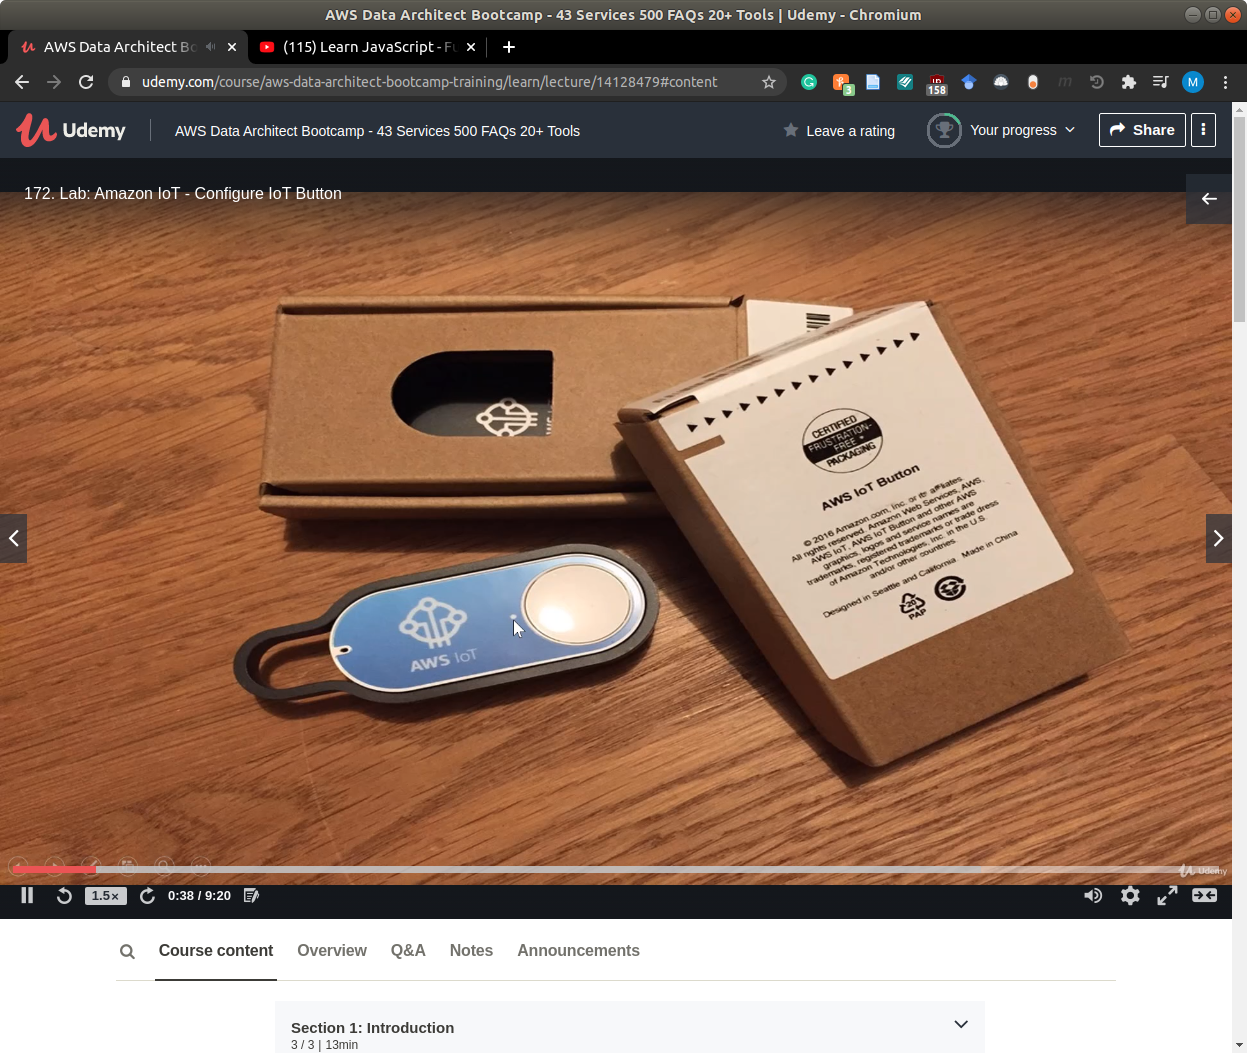 AWS Data Architect Bootcamp - 43 Services 500 FAQs 20+ Tools | Udemy - Chromium
AWS Data Architect Bo
(115) Learn JavaScript - Fu
udemy.com/course/aws-data-architect-bootcamp-training/learn/lecture/14128479#content
3
158
M
Udemy
AWS Data Architect Bootcamp - 43 Services 500 FAQs 20+ Tools
Leave a rating
Your progress
Share
172. Lab: Amazon IoT - Configure IoT Button
CERTIFIED
FRUSTRATION-
FREE
PACKAGING
AWS IoT Button
© 2016 Amazon.com, Inc. or its affiliates.
All rights reserved. Amazon Web Services, AWS,
AWS IoT, AWS IoT Button and other AWS
graphics, logos and service names are
trademarks, registered trademarks or trade dress
of Amazon Technologies, Inc. in the U.S.
and/or other countries.
Designed in Seattle and California. Made in China
20
PAP
AWS IoT
Udemy
1.5×
0:38 / 9:20
Course content
Overview
Q&A
Notes
Announcements
Section 1: Introduction
3 / 3 | 13min